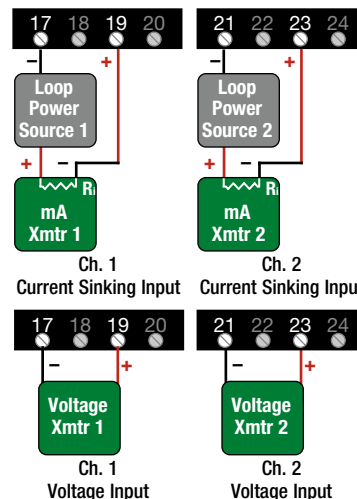 17 18 19 20
21 22 23 24
− +
− +
Loop
Power
Source 1
Loop
Power
Source 2
+ −
+ −
Ri
Ri
mA
Xmtr 1
mA
Xmtr 2
Ch. 1
Current Sinking Input
Ch. 2
Current Sinking Inpu
17 18 19 20
21 22 23 24
− +
− +
Voltage
Xmtr 1
Voltage
Xmtr 2
Ch. 1
Voltage Input
Ch. 2
Voltage Input